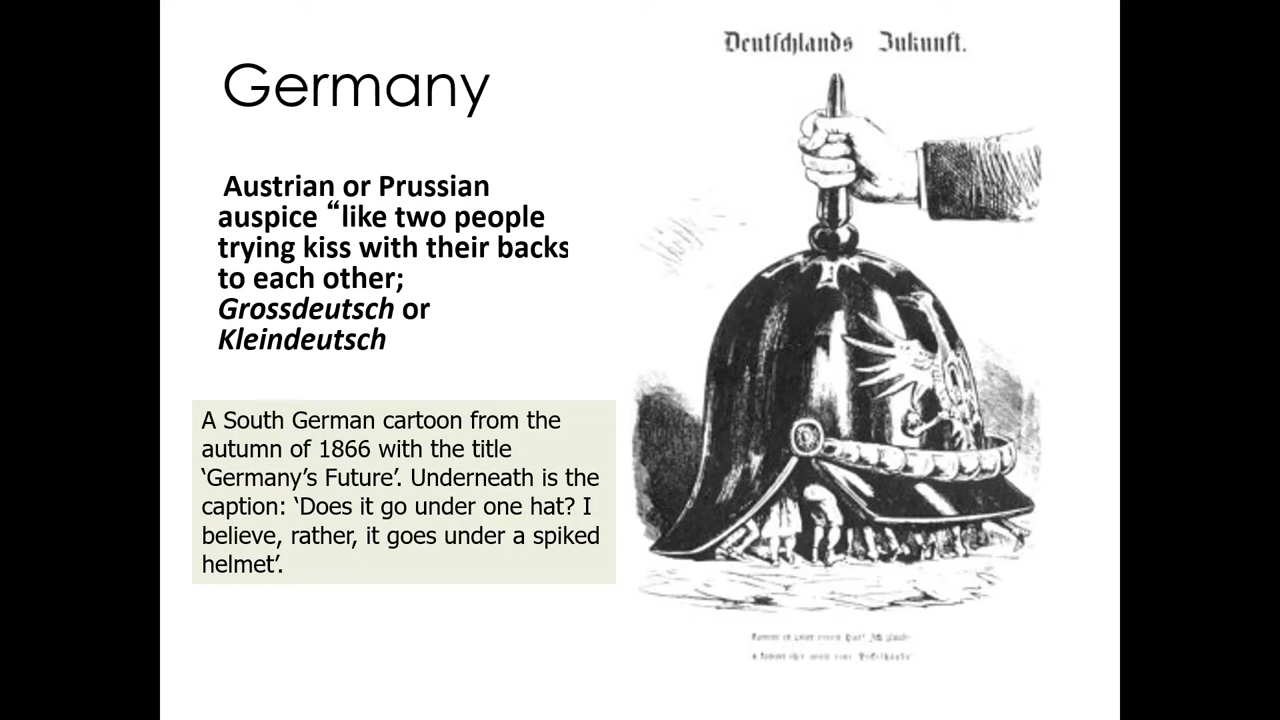 Germany
Austrian or Prussian
auspice “like two people
trying kiss with their backs
to each other;
Grossdeutsch or
Kleindeutsch
A South German cartoon from the
autumn of 1866 with the title
‘Germany’s Future’. Underneath is the
caption: ‘Does it go under one hat? I
believe, rather, it goes under a spiked
helmet’.
Deutſchlands Zukunft.